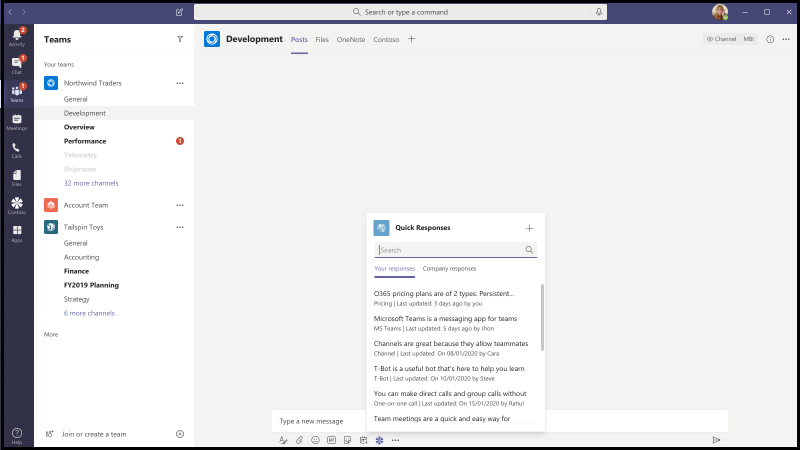 Search or type a command
Activity
2
Chat
1
Teams
1
Meetings
Calls
Files
Contoso
Apps
Help
Teams
Your teams
Northwind Traders
General
Development
Overview
Performance
1
Telemetry
Shiproom
32 more channels
Account Team
Tailspin Toys
General
Accounting
Finance
FY2019 Planning
Strategy
6 more channels
More
Join or create a team
Development
Posts
Files
OneNote
Contoso
Channel MBI
Quick Responses
Search
Your responses
Company responses
O365 pricing plans are of 2 types: Persistent...
Pricing | Last updated: 3 days ago by you
Microsoft Teams is a messaging app for teams
MS Teams | Last updated: 5 days ago by Jhon
Channels are great because they allow teammates
Channel | Last updated: On 08/01/2020 by Cara
T-Bot is a useful bot that's here to help you learn
T-Bot | Last updated: On 10/01/2020 by Steve
You can make direct calls and group calls without
One-on-one call | Last updated: On 15/01/2020 by Rahul
Team meetings are a quick and easy way for
Type a new message
GIF